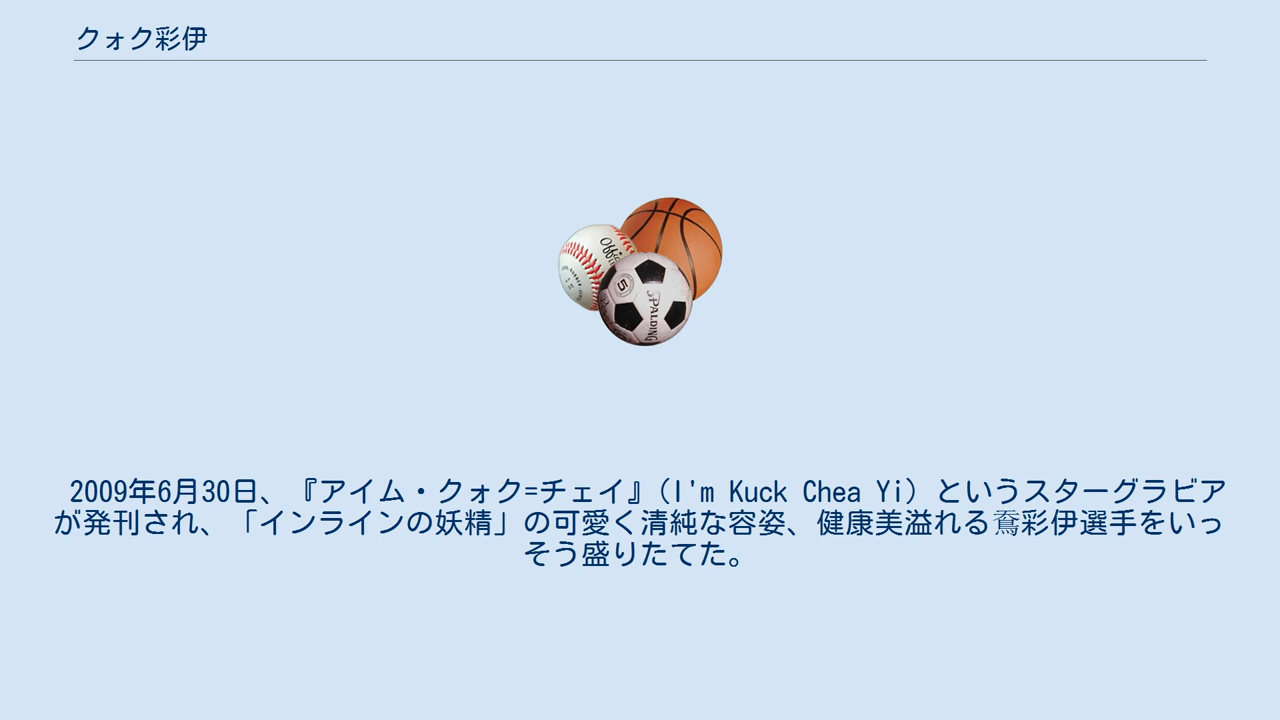 クォク彩伊
Offici
5
SPALDING
2009年6月30日、『アイム・クォク=チェイ』(I'm Kuck Chea Yi) というスターグラビア
が発刊され、「インラインの妖精」の可愛く清純な容姿、健康美溢れる鵞彩伊選手をいっ
そう盛りたてた。